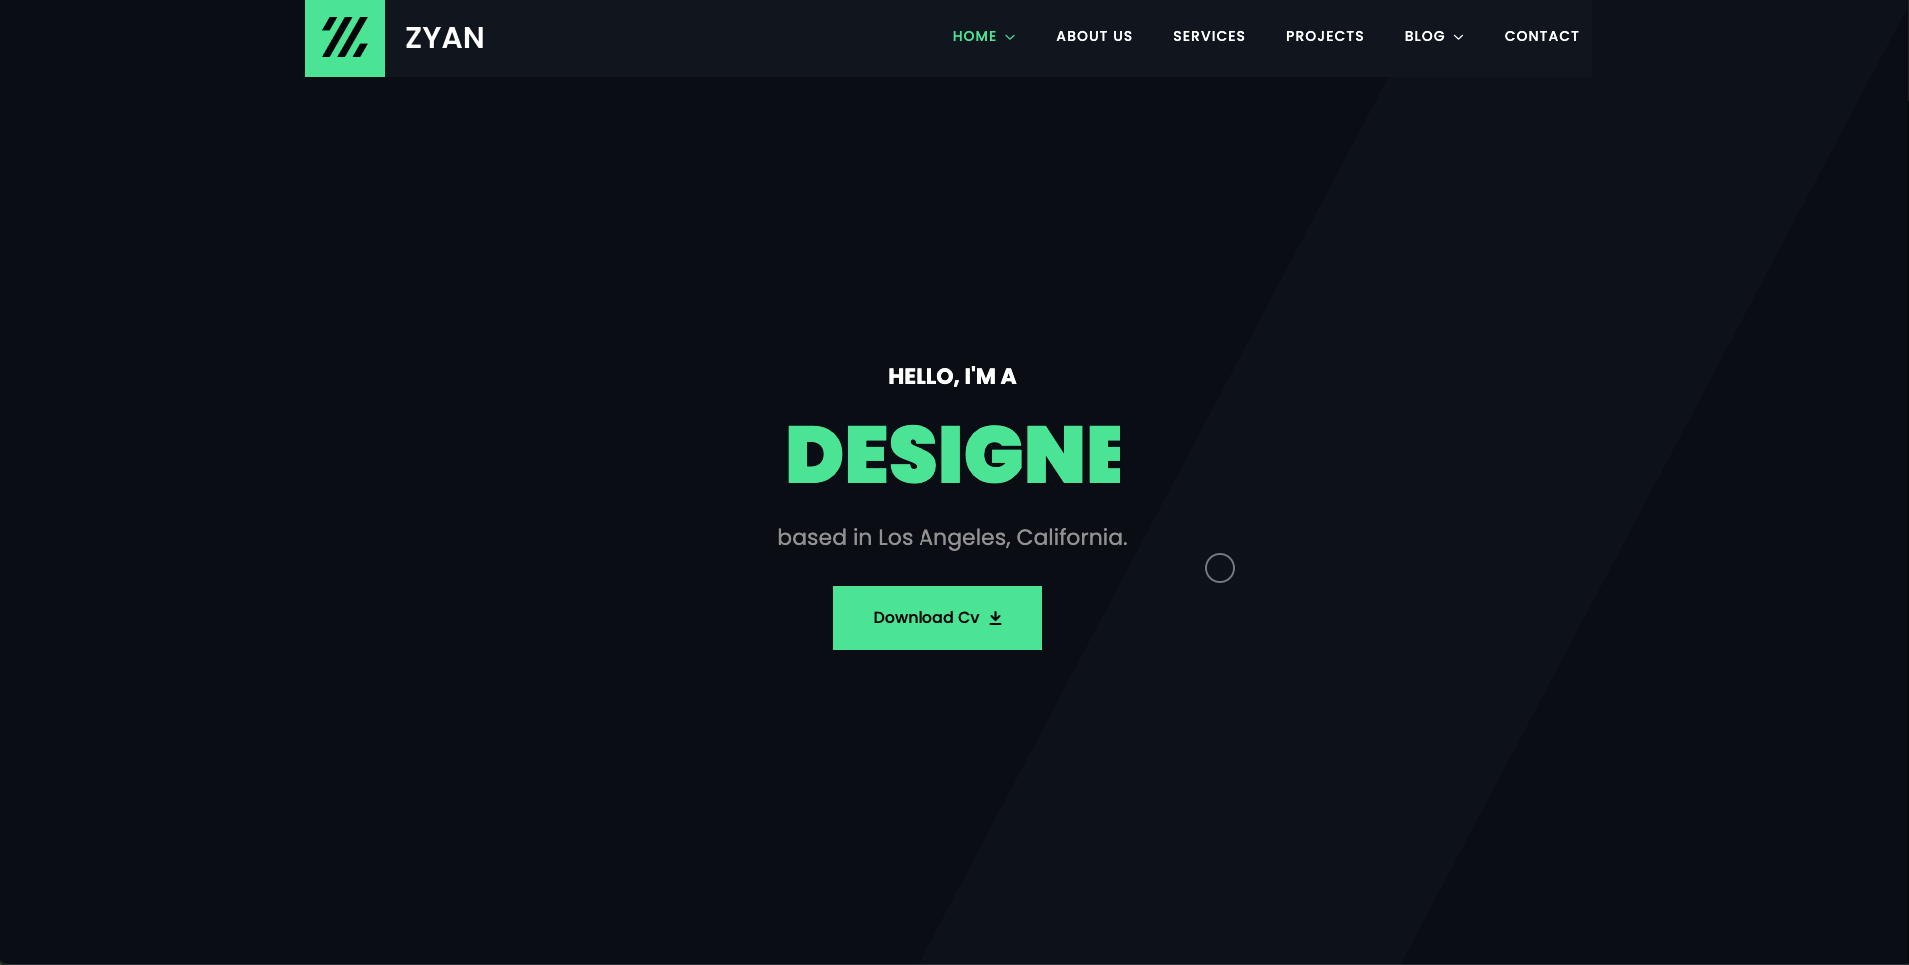 ZYAN
HOME ABOUT US SERVICES PROJECTS BLOG CONTACT
HELLO, I'M A
DESIGNE
based in Los Angeles, California.
Download Cv